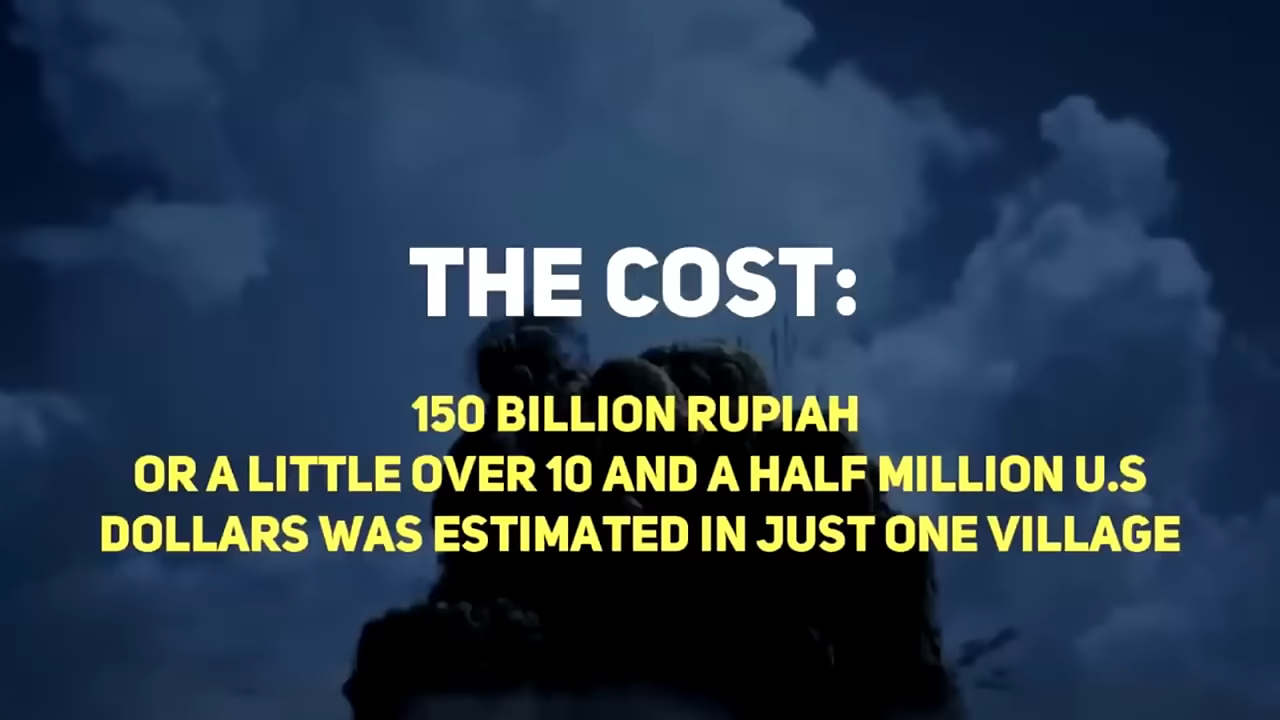 THE COST:
150 BILLION RUPIAH
OR A LITTLE OVER 10 AND A HALF MILLION U.S
DOLLARS WAS ESTIMATED IN JUST ONE VILLAGE